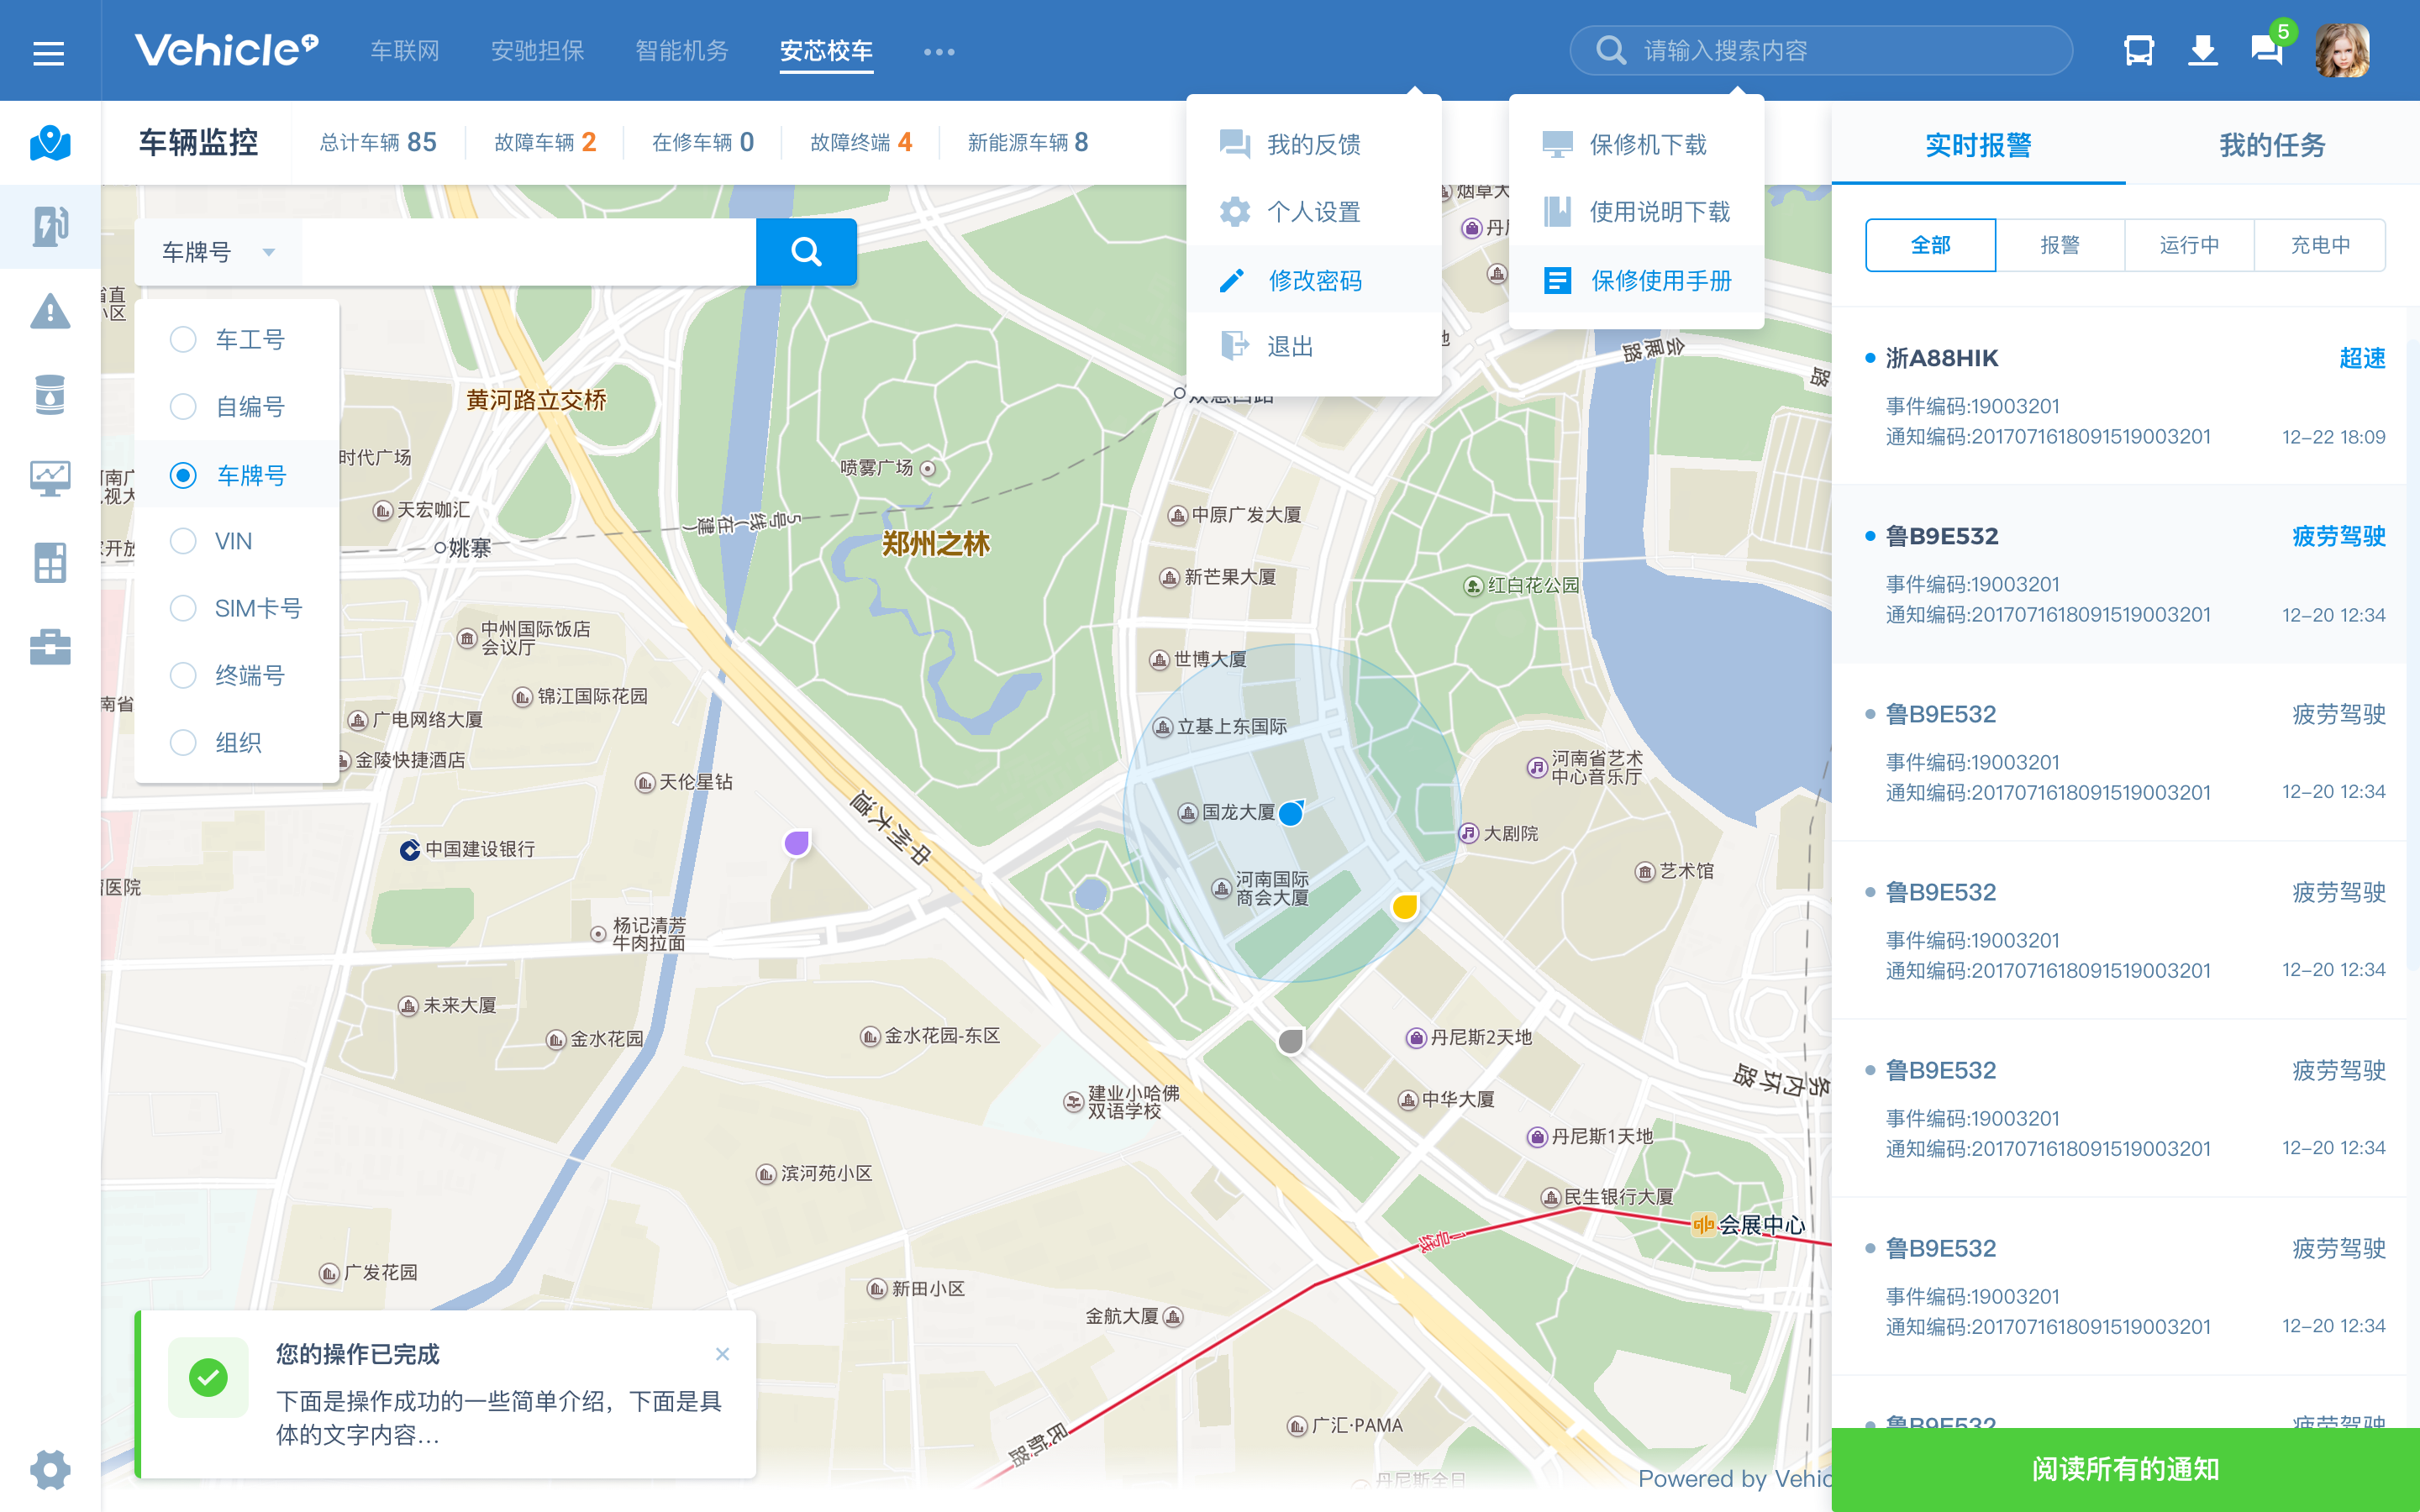 Vehicle+
车联网
安驰担保
智能机务
安芯校车
请输入搜索内容
5
车辆监控
总计车辆 85
故障车辆 2
在修车辆 0
故障终端 4
新能源车辆 8
车牌号
车工号
自编号
车牌号
VIN
SIM卡号
终端号
组织
我的反馈
个人设置
修改密码
退出
保修机下载
使用说明下载
保修使用手册
黄河路立交桥
时代广场
天宏咖汇
姚寨
5号线(在建)
喷雾广场
郑州之林
中州国际饭店
会议厅
锦江国际花园
广电网络大厦
金陵快捷酒店
天伦星钻
中国建设银行
杨记清芳
牛肉拉面
未来大厦
金水花园
金水花园-东区
建业小哈佛
双语学校
滨河苑小区
广发花园
新田小区
金航大厦
民航路
广汇·PAMA
丹尼斯全日
中原广发大厦
新芒果大厦
世博大厦
立基上东国际
国龙大厦
河南国际
商会大厦
红白花公园
河南省艺术
中心音乐厅
大剧院
艺术馆
丹尼斯2天地
中华大厦
丹尼斯1天地
民生银行大厦
会展中心
1号线
会展路
Powered by Vehic
您的操作已完成
×
下面是操作成功的一些简单介绍，下面是具
体的文字内容...
实时报警
我的任务
全部
报警
运行中
充电中
浙A88HIK
超速
事件编码:19003201
通知编码:2017071618091519003201
12-22 18:09
鲁B9E532
疲劳驾驶
事件编码:19003201
通知编码:2017071618091519003201
12-20 12:34
鲁B9E532
疲劳驾驶
事件编码:19003201
通知编码:2017071618091519003201
12-20 12:34
鲁B9E532
疲劳驾驶
事件编码:19003201
通知编码:2017071618091519003201
12-20 12:34
鲁B9E532
疲劳驾驶
事件编码:19003201
通知编码:2017071618091519003201
12-20 12:34
鲁B9E532
疲劳驾驶
事件编码:19003201
通知编码:2017071618091519003201
12-20 12:34
鲁B9E532
疲劳驾驶
阅读所有的通知